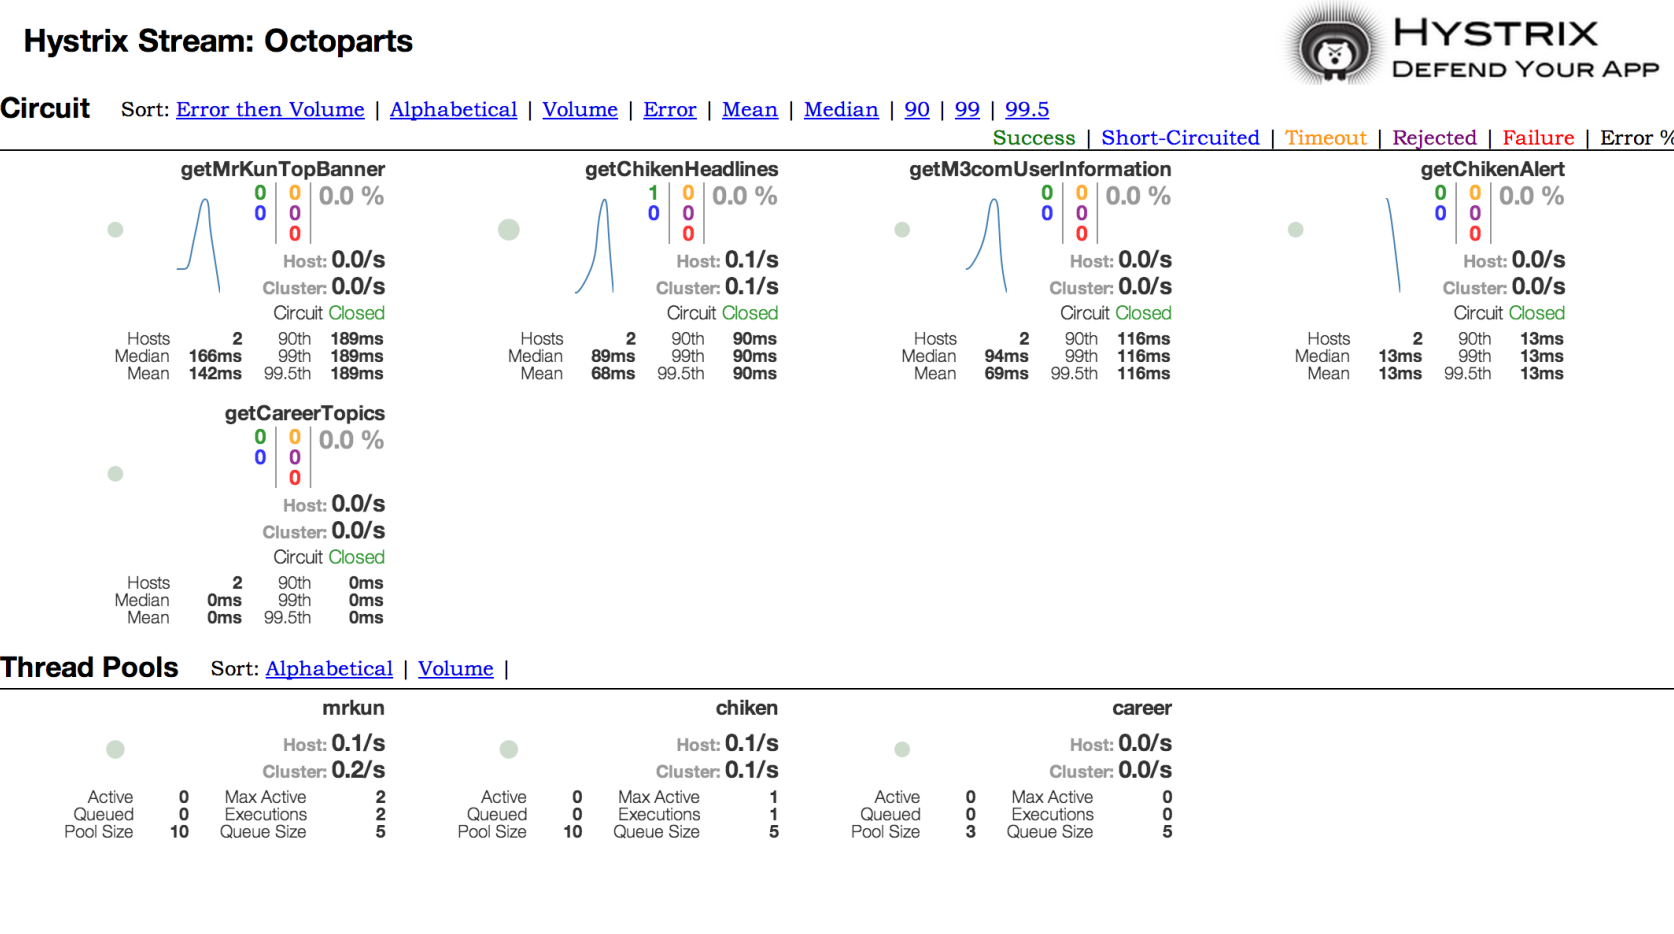 Hystrix Stream: Octoparts
HYSTRIX
DEFEND YOUR APP
Circuit Sort: Error then Volume | Alphabetical | Volume | Error | Mean | Median | 90 | 99 | 99.5
Success | Short-Circuited | Timeout | Rejected | Failure | Error %
getMrKunTopBanner
0 0 0.0 %
0 0
0
Host: 0.0/s
Cluster: 0.0/s
Circuit Closed
Hosts 2 90th 189ms
Median 166ms 99th 189ms
Mean 142ms 99.5th 189ms
getChikenHeadlines
1 0 0.0 %
0 0
0
Host: 0.1/s
Cluster: 0.1/s
Circuit Closed
Hosts 2 90th 90ms
Median 89ms 99th 90ms
Mean 68ms 99.5th 90ms
getM3comUserInformation
0 0 0.0 %
0 0
0
Host: 0.0/s
Cluster: 0.0/s
Circuit Closed
Hosts 2 90th 116ms
Median 94ms 99th 116ms
Mean 69ms 99.5th 116ms
getChikenAlert
0 0 0.0 %
0 0
0
Host: 0.0/s
Cluster: 0.0/s
Circuit Closed
Hosts 2 90th 13ms
Median 13ms 99th 13ms
Mean 13ms 99.5th 13ms
getCareerTopics
0 0 0.0 %
0 0
0
Host: 0.0/s
Cluster: 0.0/s
Circuit Closed
Hosts 2 90th 0ms
Median 0ms 99th 0ms
Mean 0ms 99.5th 0ms
Thread Pools Sort: Alphabetical | Volume |
mrkun
Host: 0.1/s
Cluster: 0.2/s
Active 0 Max Active 2
Queued 0 Executions 2
Pool Size 10 Queue Size 5
chiken
Host: 0.1/s
Cluster: 0.1/s
Active 0 Max Active 1
Queued 0 Executions 1
Pool Size 10 Queue Size 5
career
Host: 0.0/s
Cluster: 0.0/s
Active 0 Max Active 0
Queued 0 Executions 0
Pool Size 3 Queue Size 5